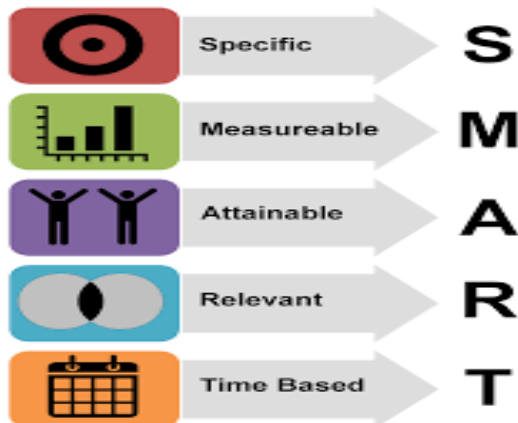 Specific S
Measureable M
Attainable A
Relevant R
Time Based T